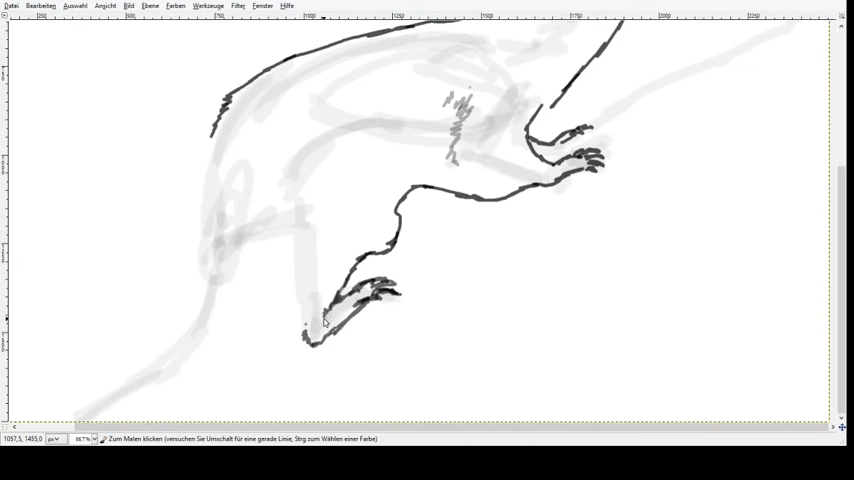 Datei Bearbeiten Auswahl Ansicht Bild Ebene Farben Werkzeuge Filter Fenster Hilfe
250 500 750 1000 1250 1500 1750 2000 2250
1057,5, 1455,0 px 66,7 % Zum Malen klicken (versuchen Sie Umschalt für eine gerade Linie, Strg zum Wählen einer Farbe)